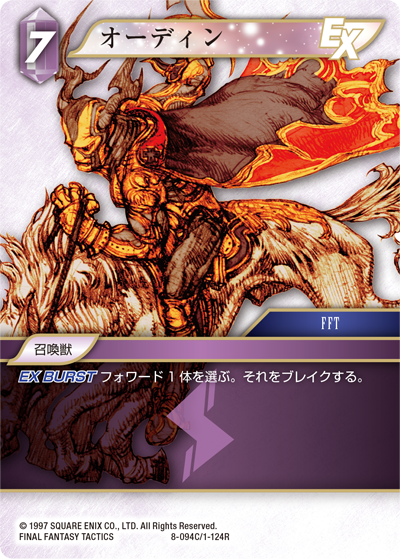 7
オーディン
EX
FFT
召喚獣
EX BURST フォワード1体を選ぶ。それをブレイクする。
© 1997 SQUARE ENIX CO., LTD. All Rights Reserved.
FINAL FANTASY TACTICS 8-094C/1-124R